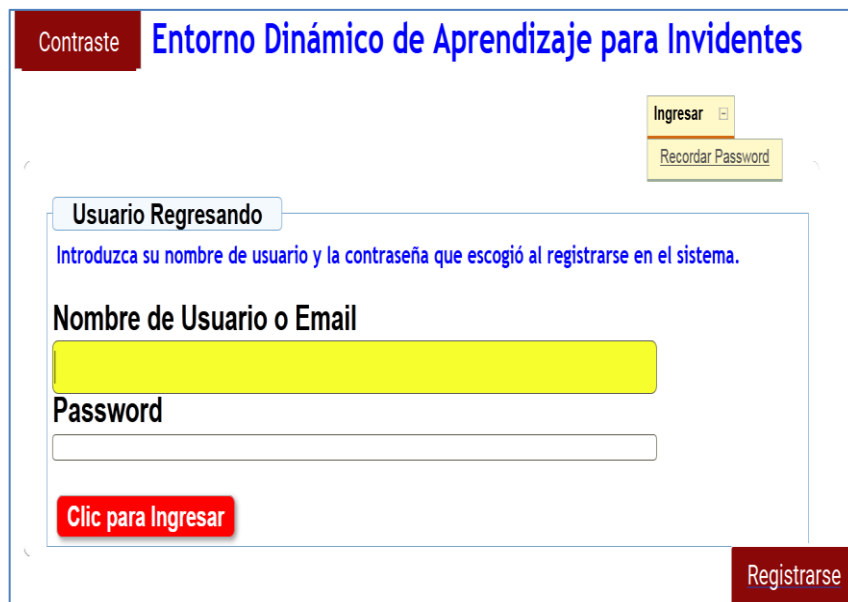 Contraste
Entorno Dinámico de Aprendizaje para Invidentes
Ingresar
Recordar Password
Usuario Regresando
Introduzca su nombre de usuario y la contraseña que escogió al registrarse en el sistema.
Nombre de Usuario o Email
Password
Clic para Ingresar
Registrarse